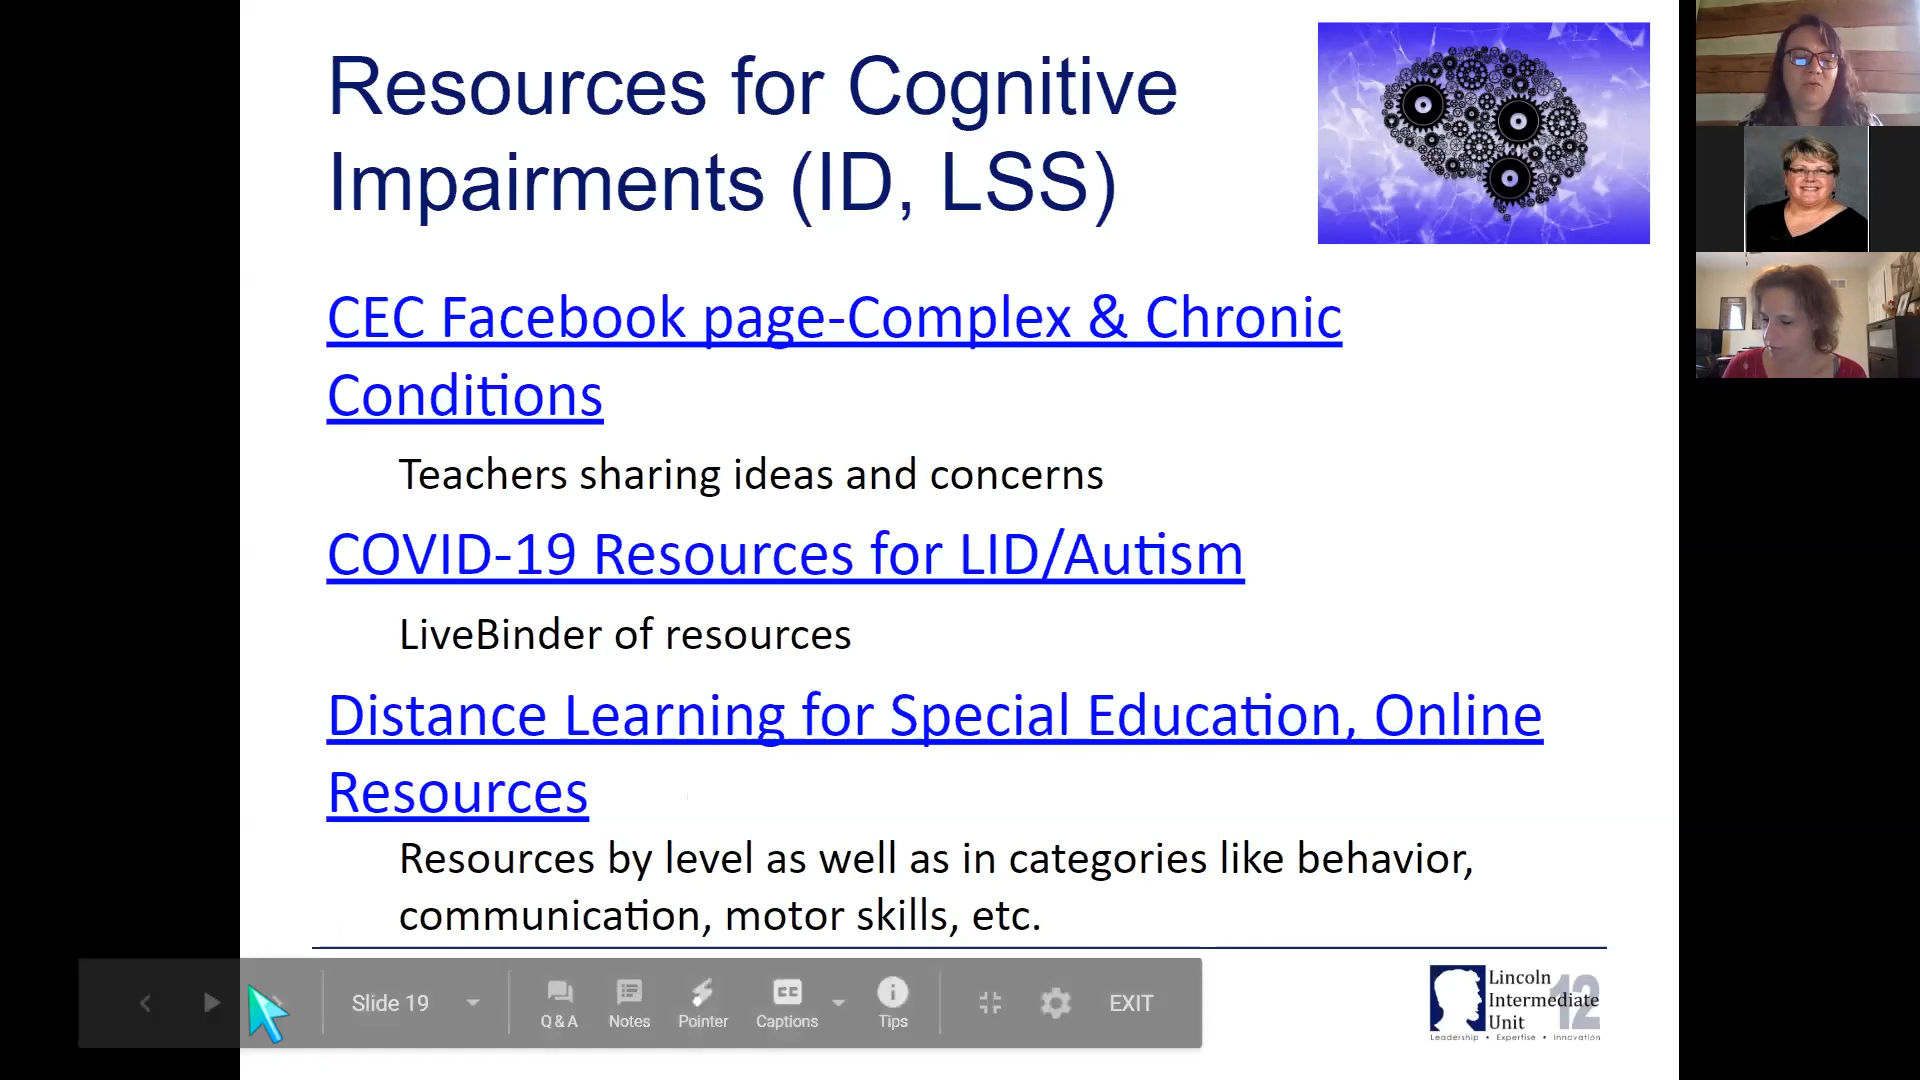 Resources for Cognitive
Impairments (ID, LSS)
CEC Facebook page-Complex & Chronic
Conditions
Teachers sharing ideas and concerns
COVID-19 Resources for LID/Autism
LiveBinder of resources
Distance Learning for Special Education, Online
Resources
Resources by level as well as in categories like behavior,
communication, motor skills, etc.
Slide 19
Q & A
Notes
Pointer
CC
Captions
Tips
EXIT
Lincoln
Intermediate
Unit
12
Leadership • Expertise • Innovation